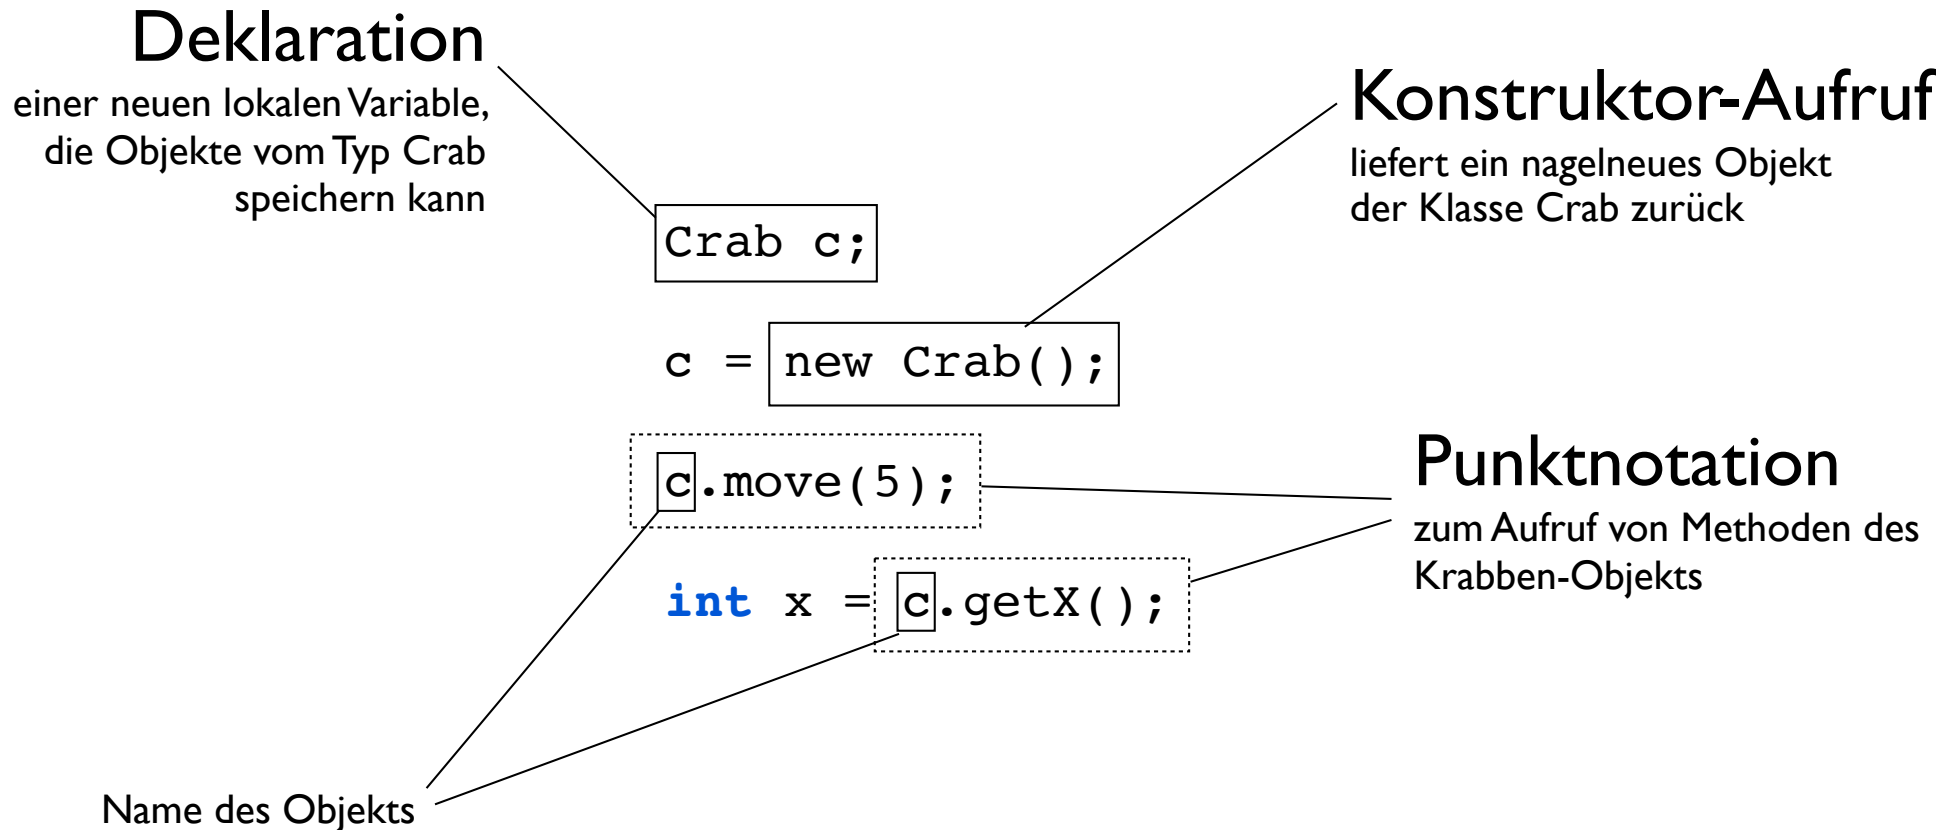 Deklaration
einer neuen lokalen Variable,
die Objekte vom Typ Crab
speichern kann
Konstruktor-Aufruf
liefert ein nagelneues Objekt
der Klasse Crab zurück
Crab c;
c = new Crab();
c.move(5);
int x = c.getX();
Punktnotation
zum Aufruf von Methoden des
Krabben-Objekts
Name des Objekts